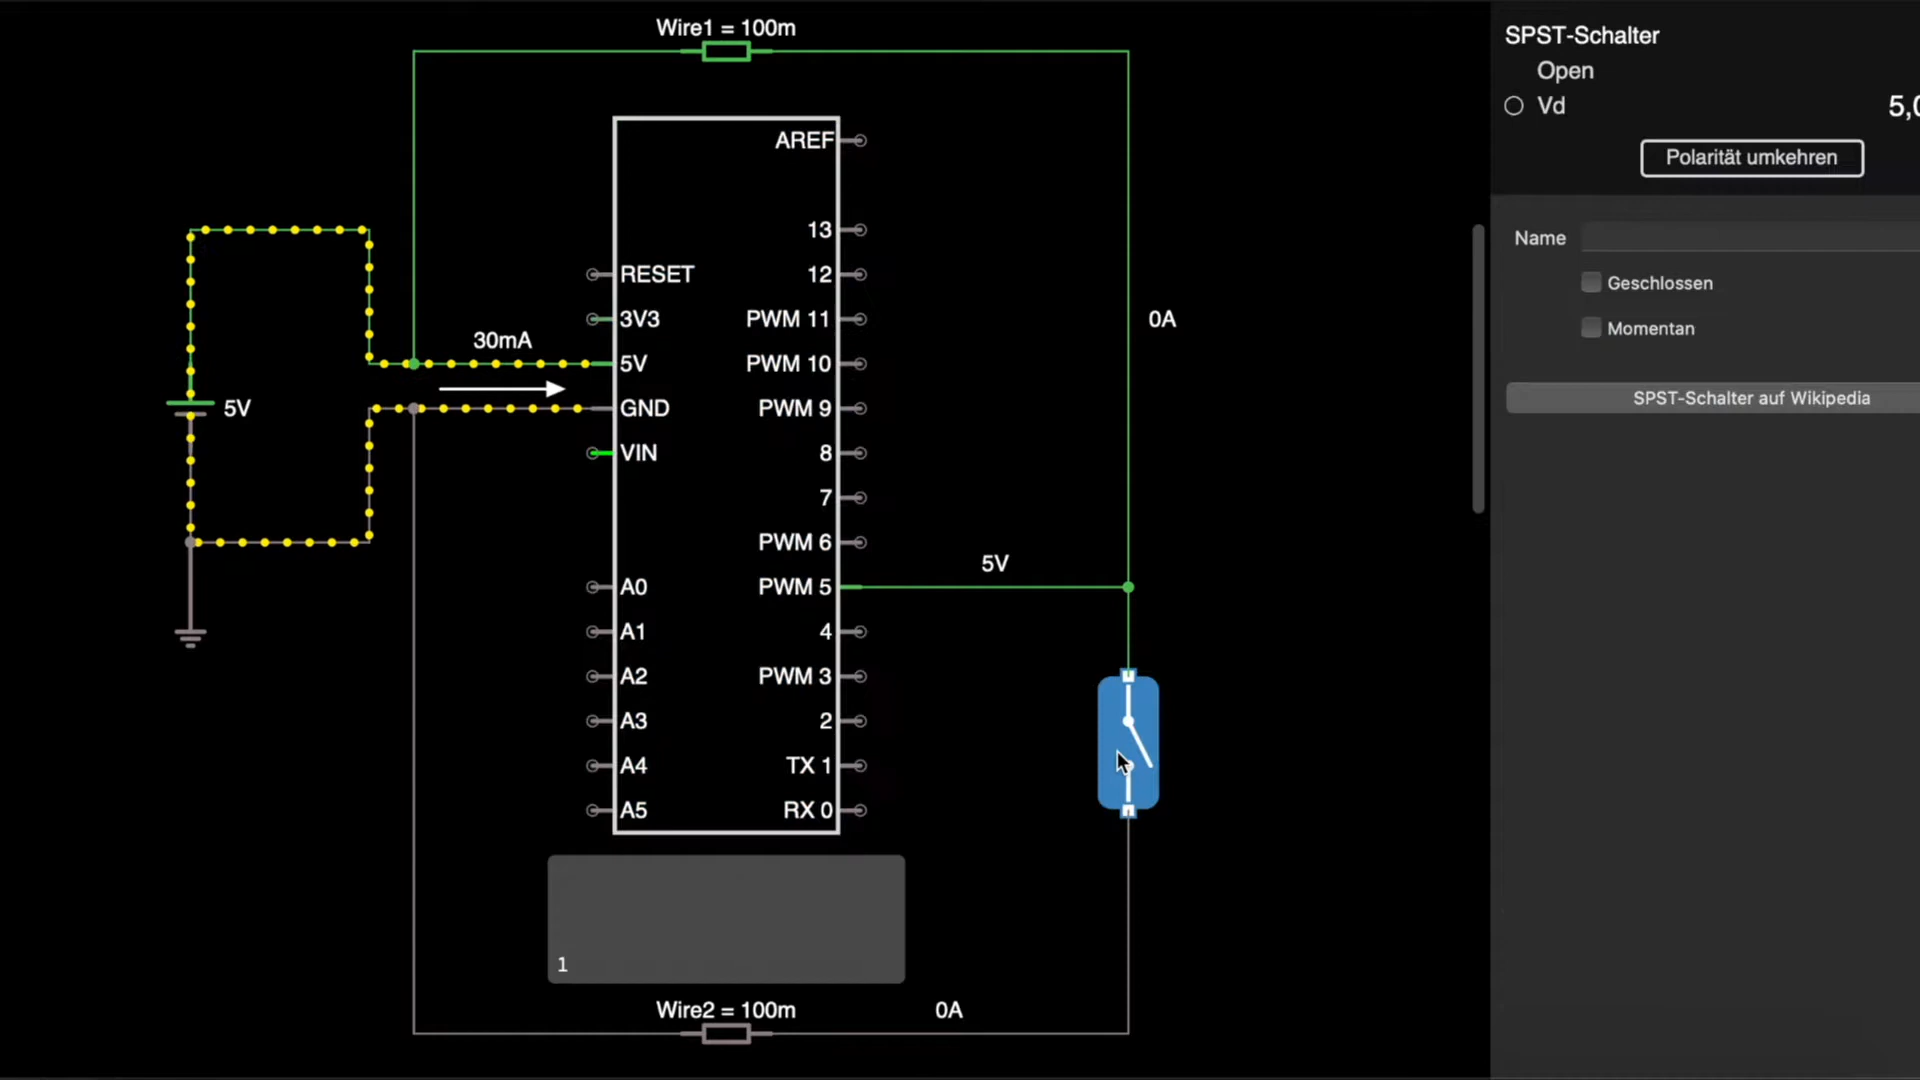 Wire1 = 100m
AREF
13
RESET
12
3V3
PWM 11
30mA
5V
PWM 10
5V
GND
PWM 9
VIN
8
7
PWM 6
5V
A0
PWM 5
A1
4
A2
PWM 3
A3
2
A4
TX 1
A5
RX 0
0A
1
Wire2 = 100m
0A
SPST-Schalter
Open
Vd
5,0
Polarität umkehren
Name
Geschlossen
Momentan
SPST-Schalter auf Wikipedia